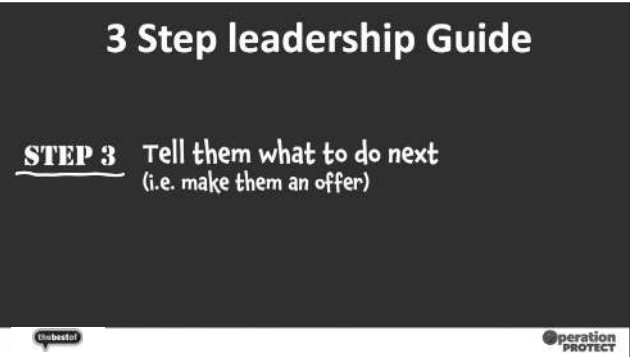 3 Step leadership Guide
STEP 3 Tell them what to do next
(i.e. make them an offer)
thebestof
Operation
PROTECT